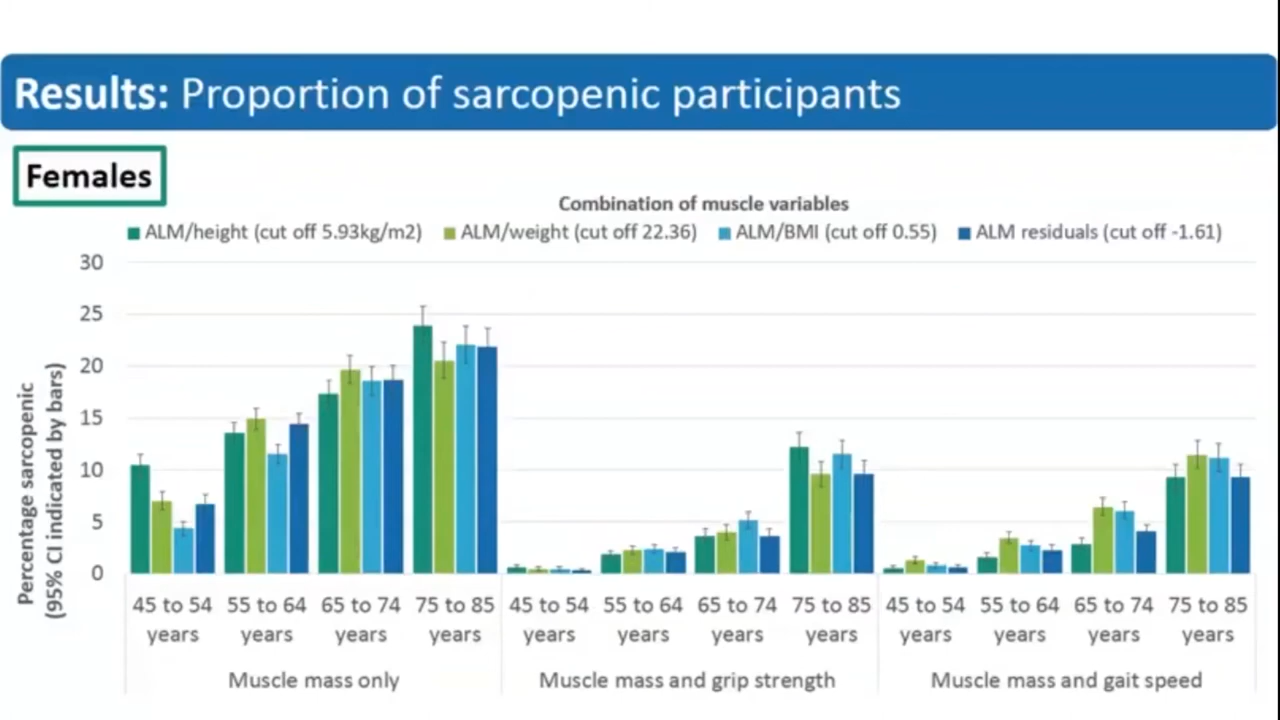 Results: Proportion of sarcopenic participants
Females
Combination of muscle variables
ALM/height (cut off 5.93kg/m2) ALM/weight (cut off 22.36) ALM/BMI (cut off 0.55) ALM residuals (cut off -1.61)
Percentage sarcopenic
(95% CI indicated by bars)
30
25
20
15
10
5
0
45 to 54 55 to 64 65 to 74 75 to 85 45 to 54 55 to 64 65 to 74 75 to 85 45 to 54 55 to 64 65 to 74 75 to 85
years years years years years years years years years years years years
Muscle mass only Muscle mass and grip strength Muscle mass and gait speed